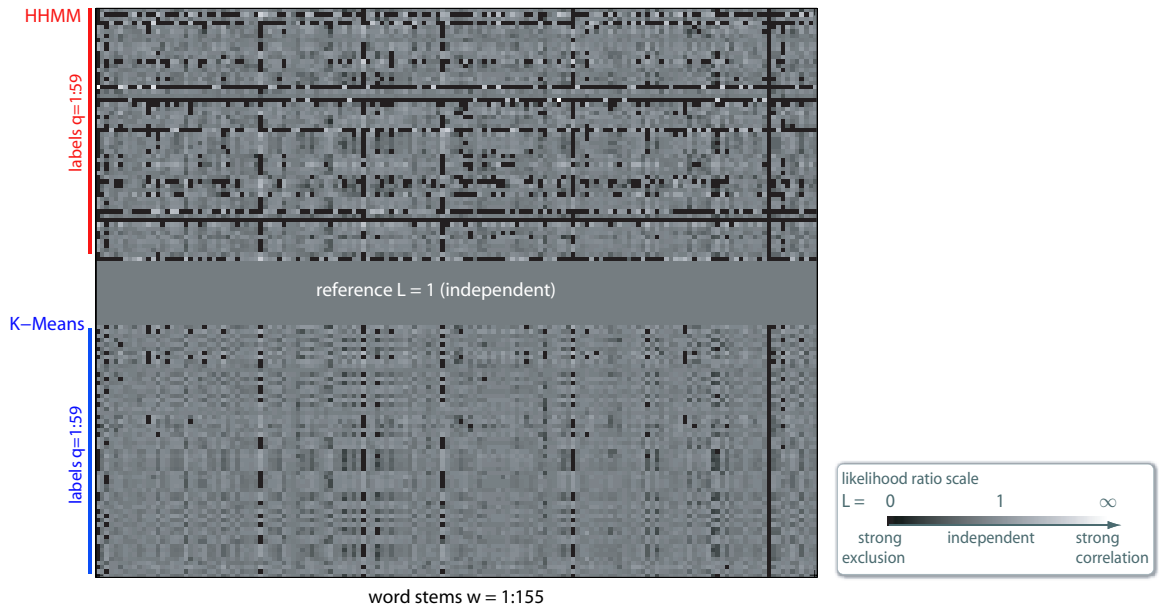 HHMM
labels q=1:59
reference L = 1 (independent)
K−Means
labels q=1:59
word stems w = 1:155
likelihood ratio scale
L = 0 1 ∞
strong exclusion
independent
strong correlation